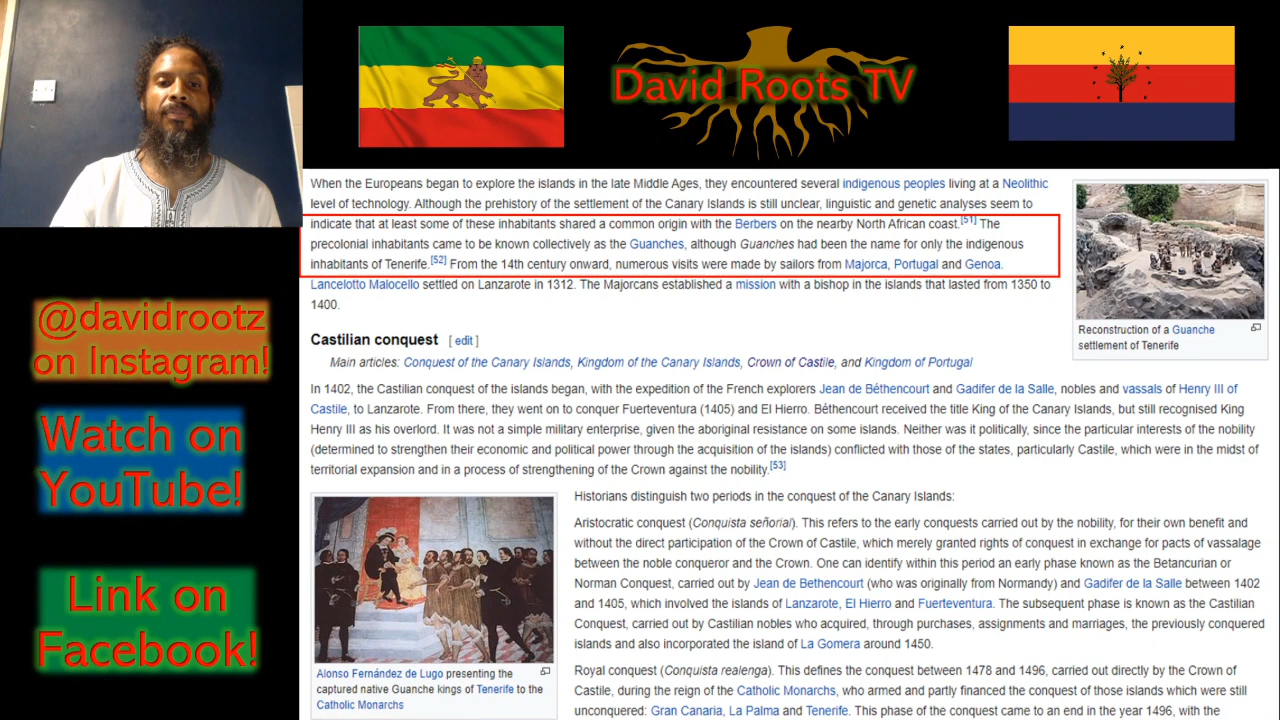 David Roots TV
@davidrootz
on Instagram!
Watch on
YouTube!
Link on
Facebook!
When the Europeans began to explore the islands in the late Middle Ages, they encountered several indigenous peoples living at a Neolithic
level of technology. Although the prehistory of the settlement of the Canary Islands is still unclear, linguistic and genetic analyses seem to
indicate that at least some of these inhabitants shared a common origin with the Berbers on the nearby North African coast.[51] The
precolonial inhabitants came to be known collectively as the Guanches, although Guanches had been the name for only the indigenous
inhabitants of Tenerife.[52] From the 14th century onward, numerous visits were made by sailors from Majorca, Portugal and Genoa.
Lancelotto Malocello settled on Lanzarote in 1312. The Majorcans established a mission with a bishop in the islands that lasted from 1350 to
1400.
Reconstruction of a Guanche
settlement of Tenerife
Castilian conquest [ edit ]
Main articles: Conquest of the Canary Islands, Kingdom of the Canary Islands, Crown of Castile, and Kingdom of Portugal
In 1402, the Castilian conquest of the islands began, with the expedition of the French explorers Jean de Béthencourt and Gadifer de la Salle, nobles and vassals of Henry III of
Castile, to Lanzarote. From there, they went on to conquer Fuerteventura (1405) and El Hierro. Béthencourt received the title King of the Canary Islands, but still recognised King
Henry III as his overlord. It was not a simple military enterprise, given the aboriginal resistance on some islands. Neither was it politically, since the particular interests of the nobility
(determined to strengthen their economic and political power through the acquisition of the islands) conflicted with those of the states, particularly Castile, which were in the midst of
territorial expansion and in a process of strengthening of the Crown against the nobility.[53]
Historians distinguish two periods in the conquest of the Canary Islands:
Aristocratic conquest (Conquista señorial). This refers to the early conquests carried out by the nobility, for their own benefit and
without the direct participation of the Crown of Castile, which merely granted rights of conquest in exchange for pacts of vassalage
between the noble conqueror and the Crown. One can identify within this period an early phase known as the Betancurian or
Norman Conquest, carried out by Jean de Bethencourt (who was originally from Normandy) and Gadifer de la Salle between 1402
and 1405, which involved the islands of Lanzarote, El Hierro and Fuerteventura. The subsequent phase is known as the Castilian
Conquest, carried out by Castilian nobles who acquired, through purchases, assignments and marriages, the previously conquered
islands and also incorporated the island of La Gomera around 1450.
Royal conquest (Conquista realenga). This defines the conquest between 1478 and 1496, carried out directly by the Crown of
Castile, during the reign of the Catholic Monarchs, who armed and partly financed the conquest of those islands which were still
unconquered: Gran Canaria, La Palma and Tenerife. This phase of the conquest came to an end in the year 1496, with the
Alonso Fernández de Lugo presenting the
captured native Guanche kings of Tenerife to the
Catholic Monarchs